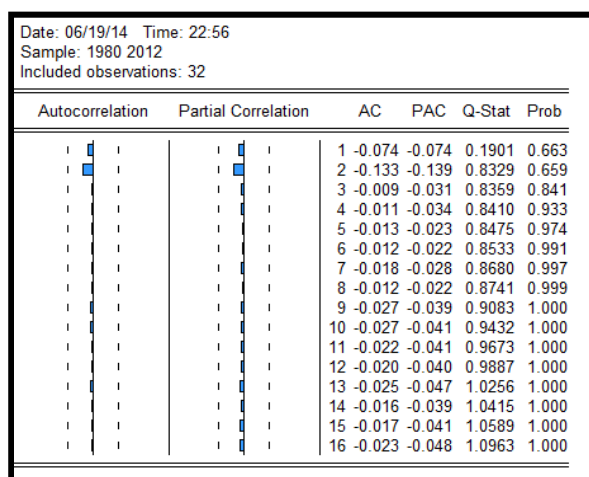 Date: 06/19/14 Time: 22:56
Sample: 1980 2012
Included observations: 32
Autocorrelation Partial Correlation AC PAC Q-Stat Prob
1 -0.074 -0.074 0.1901 0.663
2 -0.133 -0.139 0.8329 0.659
3 -0.009 -0.031 0.8359 0.841
4 -0.011 -0.034 0.8410 0.933
5 -0.013 -0.023 0.8475 0.974
6 -0.012 -0.022 0.8533 0.991
7 -0.018 -0.028 0.8680 0.997
8 -0.012 -0.022 0.8741 0.999
9 -0.027 -0.039 0.9083 1.000
10 -0.027 -0.041 0.9432 1.000
11 -0.022 -0.041 0.9673 1.000
12 -0.020 -0.040 0.9887 1.000
13 -0.025 -0.047 1.0256 1.000
14 -0.016 -0.039 1.0415 1.000
15 -0.017 -0.041 1.0589 1.000
16 -0.023 -0.048 1.0963 1.000